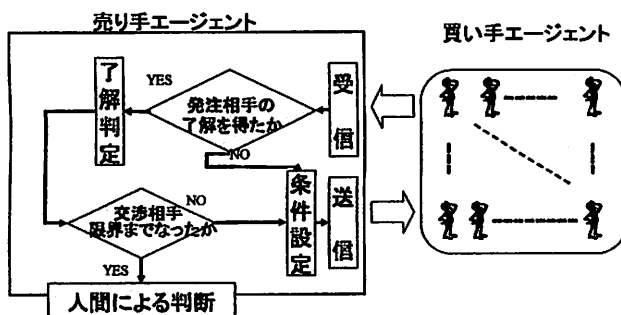 売り手エージェント
買い手エージェント
了解判定
YES
発注相手の
了解を得たか
受信
NO
条件設定
送信
NO
交渉相手
限界までなったか
YES
人間による判断